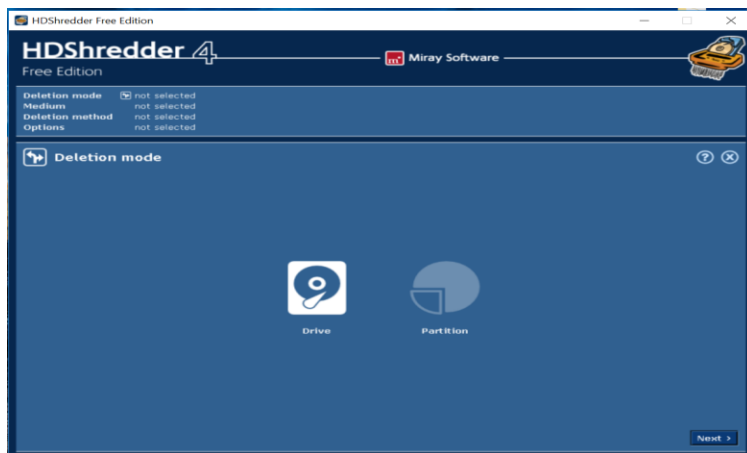 HDShredder Free Edition
HDShredder 4
Free Edition
Miray Software
Deletion mode not selected
Medium not selected
Deletion method not selected
Options not selected
Deletion mode
Drive
Partition
Next >